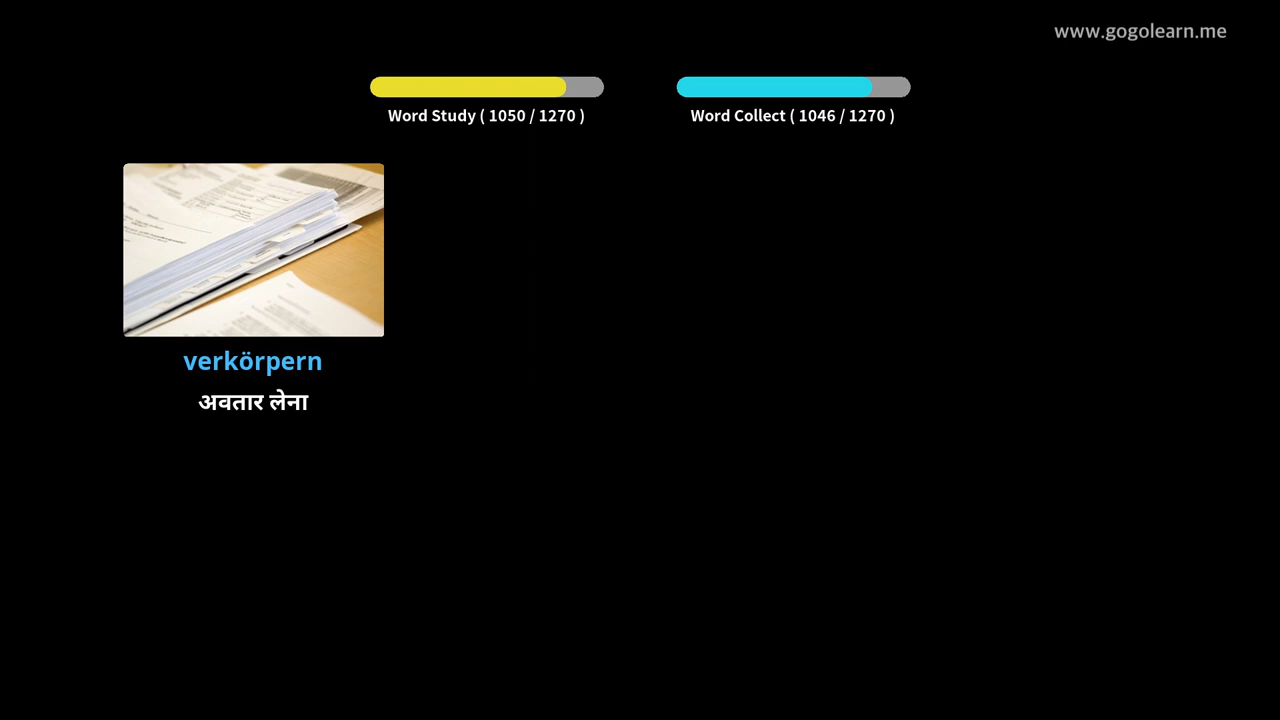 www.gogolearn.me
Word Study ( 1050 / 1270 )
Word Collect ( 1046 / 1270 )
verkörpern
अवतार लेना